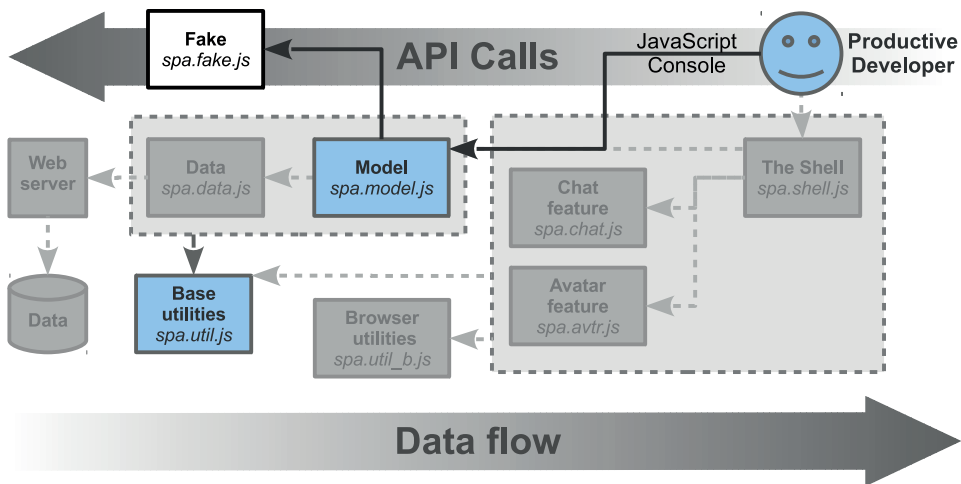 Fake
spa.fake.js
API Calls
JavaScript
Console
Productive
Developer
Web
server
Data
spa.data.js
Model
spa.model.js
Chat
feature
spa.chat.js
The Shell
spa.shell.js
Data
Base
utilities
spa.util.js
Browser
utilities
spa.util_b.js
Avatar
feature
spa.avtr.js
Data flow